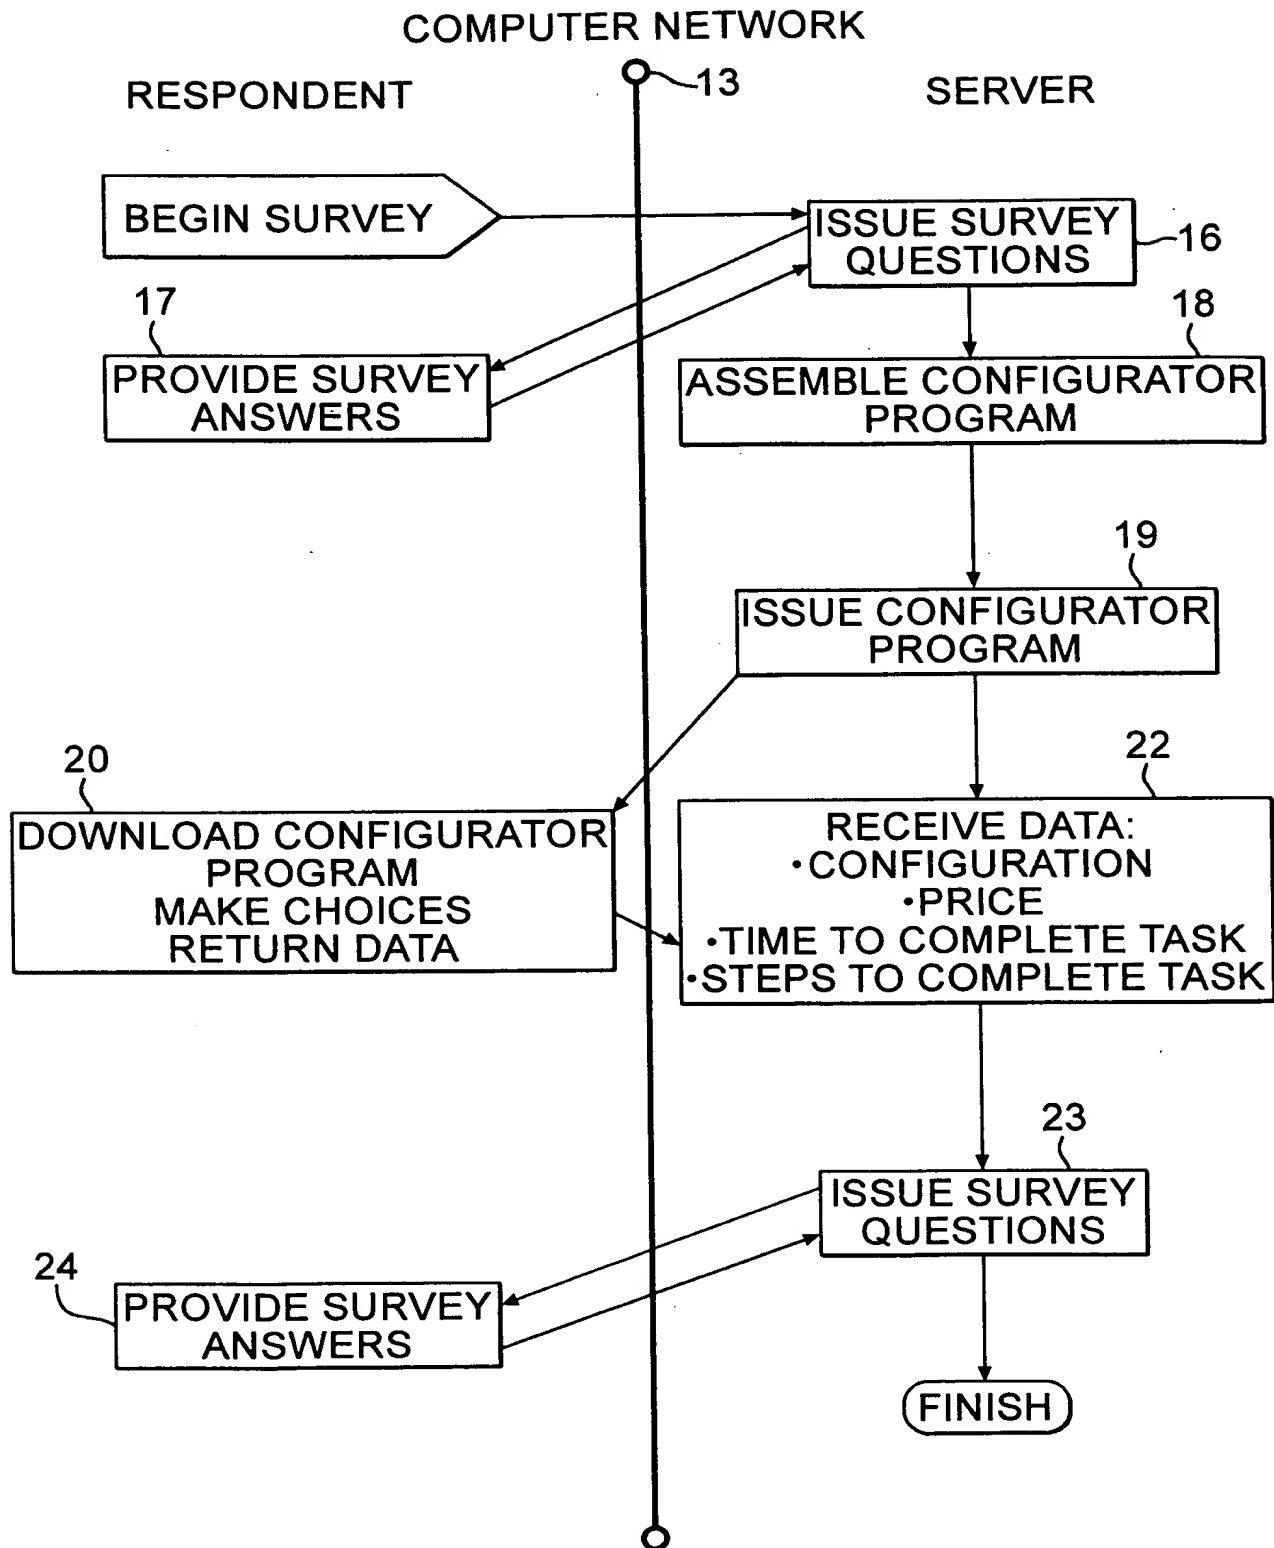 COMPUTER NETWORK
13
RESPONDENT
SERVER
BEGIN SURVEY
ISSUE SURVEY
QUESTIONS
16
17
PROVIDE SURVEY
ANSWERS
18
ASSEMBLE CONFIGURATOR
PROGRAM
19
ISSUE CONFIGURATOR
PROGRAM
20
DOWNLOAD CONFIGURATOR
PROGRAM
MAKE CHOICES
RETURN DATA
22
RECEIVE DATA:
•CONFIGURATION
•PRICE
•TIME TO COMPLETE TASK
•STEPS TO COMPLETE TASK
23
ISSUE SURVEY
QUESTIONS
24
PROVIDE SURVEY
ANSWERS
FINISH